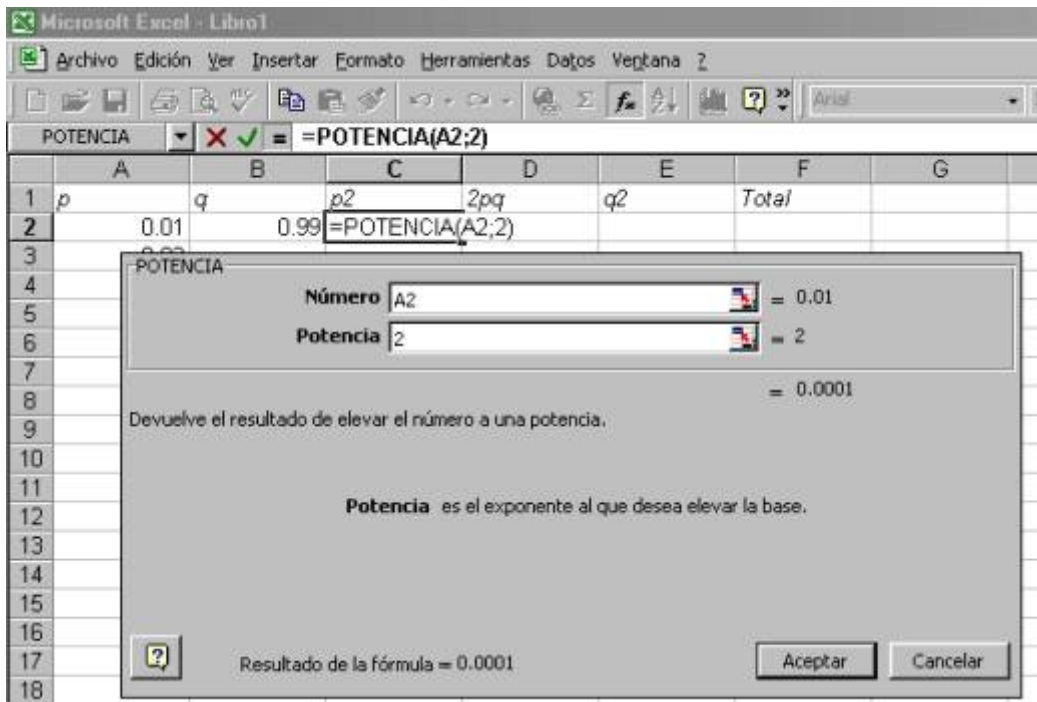 Microsoft Excel - Libro1
Archivo Edición Ver Insertar Formato Herramientas Datos Ventana ?
Arial
POTENCIA = =POTENCIA(A2;2)
A B C D E F G
1 p q p2 2pq q2 Total
2 0.01 0.99 =POTENCIA(A2;2)
3
POTENCIA
4 Número A2 = 0.01
5
6 Potencia 2 = 2
7
8 = 0.0001
9 Devuelve el resultado de elevar el número a una potencia.
10
11
12 Potencia es el exponente al que desea elevar la base.
13
14
15
16
17 Resultado de la fórmula = 0.0001 Aceptar Cancelar
18